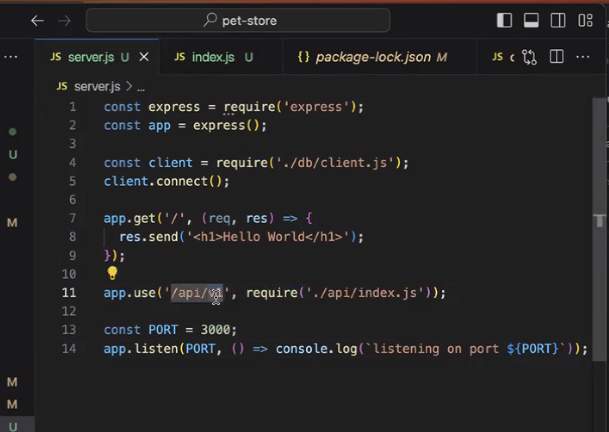 pet-store
JS server.js U
JS index.js U
{} package-lock.json M
JS
JS server.js > ...
1 const express = require('express');
2 const app = express();
3
4 const client = require('./db/client.js');
5 client.connect();
6
7 app.get('/', (req, res) => {
8 res.send('<h1>Hello World</h1>');
9 });
10
11 app.use('/api/v1', require('./api/index.js'));
12
13 const PORT = 3000;
14 app.listen(PORT, () => console.log(`listening on port ${PORT}`));
U
M
M
M
U